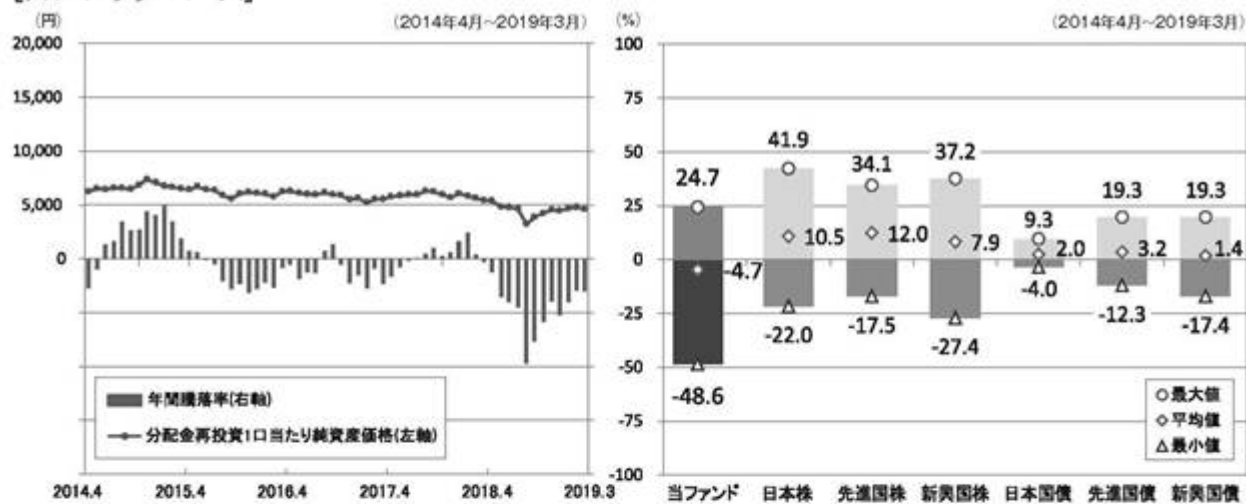 (円)
(2014年4月~2019年3月)
20,000
15,000
10,000
5,000
0
年間騰落率(右軸)
分配金再投資1口当たり純資産価格(左軸)
2014.4 2015.4 2016.4 2017.4 2018.4 2019.3
(%)
(2014年4月~2019年3月)
100
75
50
25
0
-25
-50
-75
-100
24.7 41.9 34.1 37.2 9.3 19.3 19.3
-4.7 10.5 12.0 7.9 2.0 3.2 1.4
-48.6 -22.0 -17.5 -27.4 -4.0 -12.3 -17.4
最大値
平均値
最小値
当ファンド 日本株 先進国株 新興国株 日本国債 先進国債 新興国債